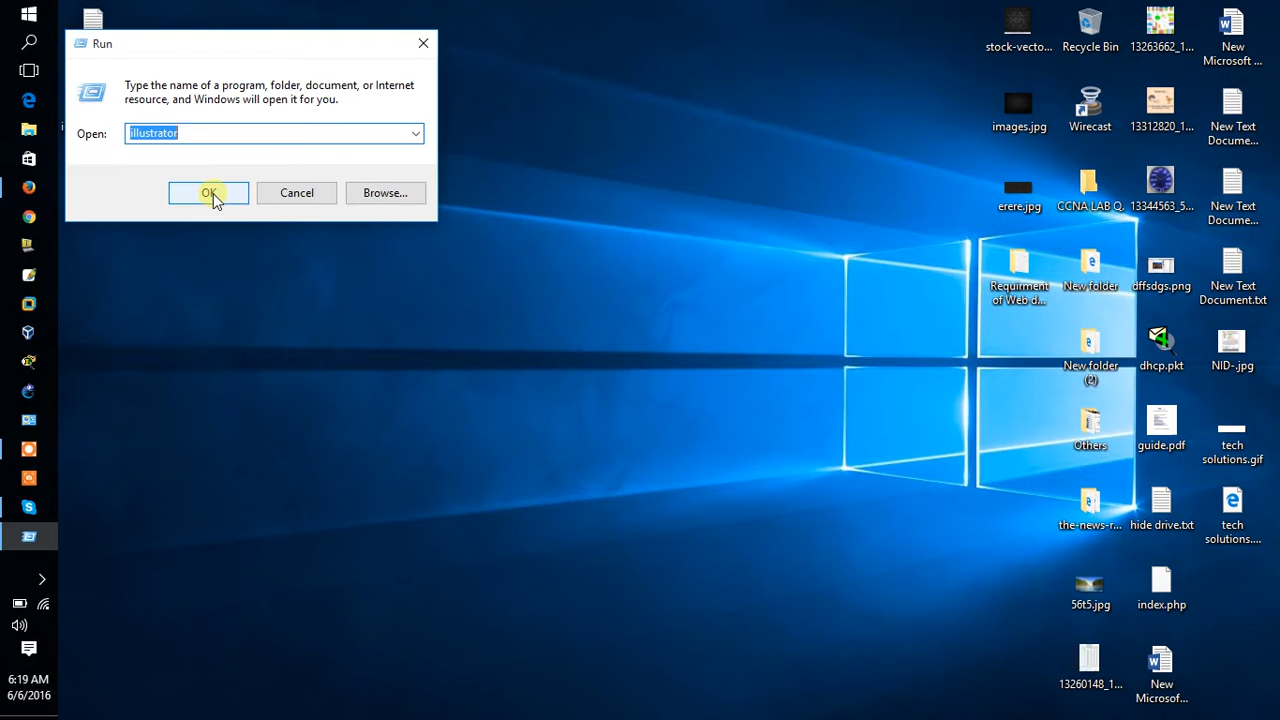 Run
Type the name of a program, folder, document, or Internet
resource, and Windows will open it for you.
Open:
illustrator
OK
Cancel
Browse...
stock-vecto...
Recycle Bin
13263662_1...
New
Microsoft ...
images.jpg
Wirecast
13312820_1...
New Text
Docume...
erere.jpg
CCNA LAB Q.
13344563_5...
New Text
Docume...
Requirment
of Web d...
New folder
dffsdgs.png
New Text
Document.txt
New folder
(2)
dhcp.pkt
NID-.jpg
Others
guide.pdf
tech
solutions.gif
the-news-r...
hide drive.txt
tech
solutions....
56t5.jpg
index.php
13260148_1...
New
Microsof...
6:19 AM
6/6/2016